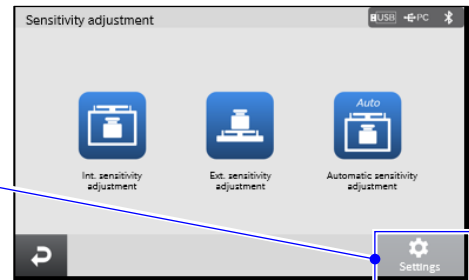 Sensitivity adjustment
USB PC
Auto
Int. sensitivity
adjustment
Ext. sensitivity
adjustment
Automatic sensitivity
adjustment
Settings